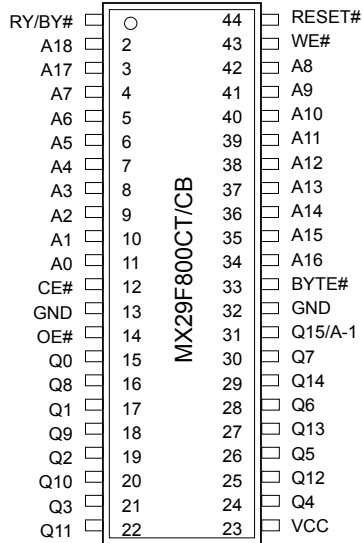 RY/BY# 44 RESET#
A18 2 43 WE#
A17 3 42 A8
A7 4 41 A9
A6 5 40 A10
A5 6 39 A11
A4 7 38 A12
A3 8 37 A13
A2 9 36 A14
A1 10 35 A15
A0 11 34 A16
CE# 12 33 BYTE#
GND 13 32 GND
OE# 14 31 Q15/A-1
Q0 15 30 Q7
Q8 16 29 Q14
Q1 17 28 Q6
Q9 18 27 Q13
Q2 19 26 Q5
Q10 20 25 Q12
Q3 21 24 Q4
Q11 22 23 VCC
MX29F800CT/CB